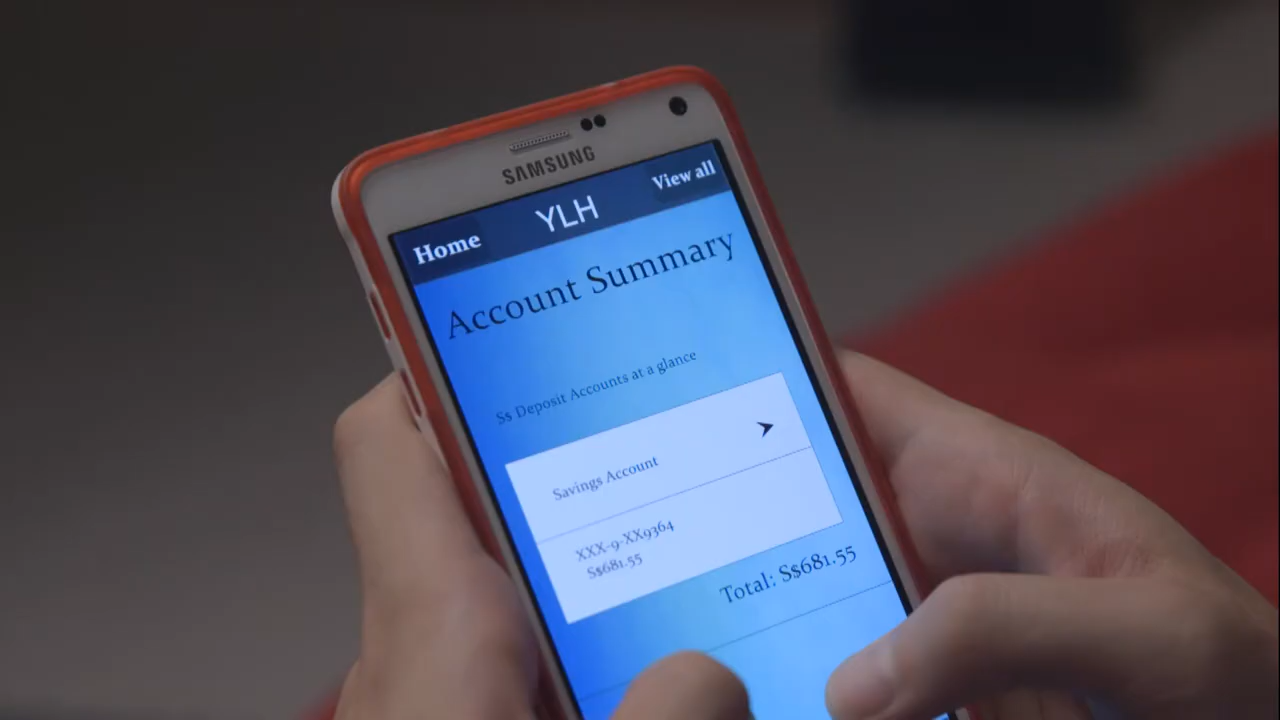 SAMSUNG
Home YLH View all
Account Summary
S$ Deposit Accounts at a glance
Savings Account
XXX-9-XX9364
S$681.55
Total: S$681.55